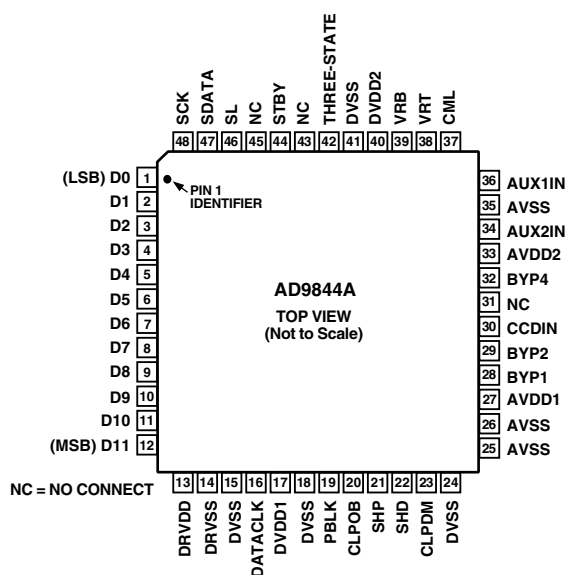 SCK
SDATA
SL
NC
STBY
NC
THREE-STATE
DVSS
DVDD2
VRB
VRT
CML
48 47 46 45 44 43 42 41 40 39 38 37
(LSB) D0 1
D1 2
D2 3
D3 4
D4 5
D5 6
D6 7
D7 8
D8 9
D9 10
D10 11
(MSB) D11 12
PIN 1
IDENTIFIER
AD9844A
TOP VIEW
(Not to Scale)
36 AUX1IN
35 AVSS
34 AUX2IN
33 AVDD2
32 BYP4
31 NC
30 CCDIN
29 BYP2
28 BYP1
27 AVDD1
26 AVSS
25 AVSS
NC = NO CONNECT
13 14 15 16 17 18 19 20 21 22 23 24
DRVDD
DRVSS
DVSS
DATACLK
DVDD1
DVSS
PBLK
CLPOB
SHP
SHD
CLPDM
DVSS